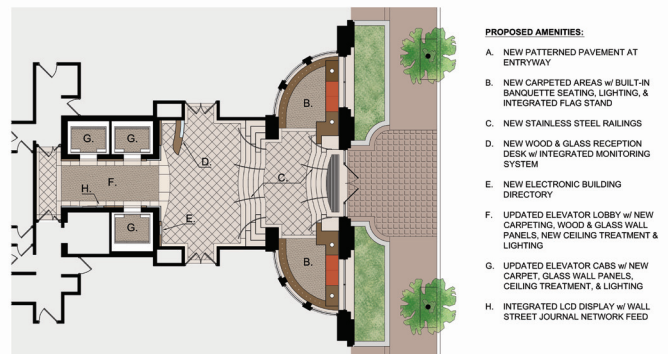 PROPOSED AMENITIES:
A. NEW PATTERNED PAVEMENT AT
ENTRYWAY
B. NEW CARPETED AREAS w/ BUILT-IN
BANQUETTE SEATING, LIGHTING, &
INTEGRATED FLAG STAND
C. NEW STAINLESS STEEL RAILINGS
D. NEW WOOD & GLASS RECEPTION
DESK w/ INTEGRATED MONITORING
SYSTEM
E. NEW ELECTRONIC BUILDING
DIRECTORY
F. UPDATED ELEVATOR LOBBY w/ NEW
CARPETING, WOOD & GLASS WALL
PANELS, NEW CEILING TREATMENT &
LIGHTING
G. UPDATED ELEVATOR CABS w/ NEW
CARPET, GLASS WALL PANELS,
CEILING TREATMENT, & LIGHTING
H. INTEGRATED LCD DISPLAY w/ WALL
STREET JOURNAL NETWORK FEED
B.
G. G.
D.
C.
F.
H.
E.
G.
B.